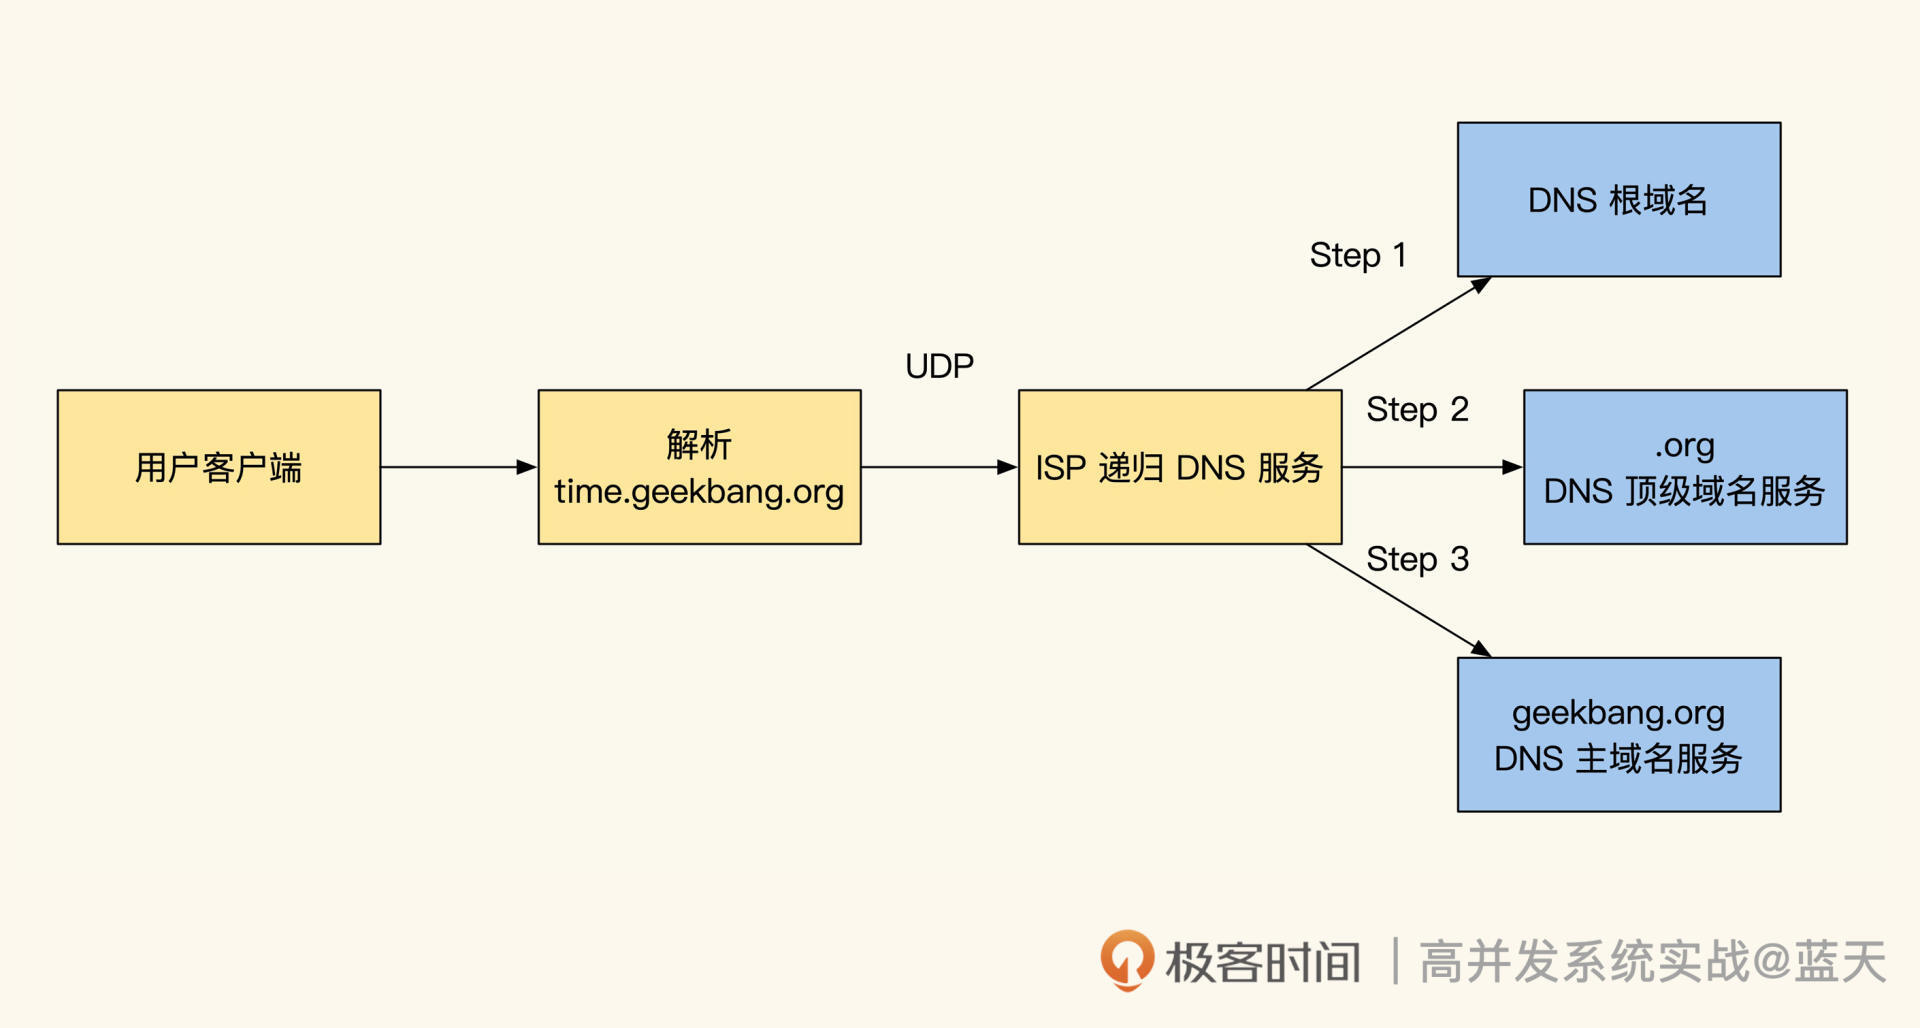 DNS 根域名
Step 1
UDP
用户客户端
解析
time.geekbang.org
ISP 递归 DNS 服务
Step 2
.org
DNS 顶级域名服务
Step 3
geekbang.org
DNS 主域名服务
极客时间 | 高并发系统实战@蓝天